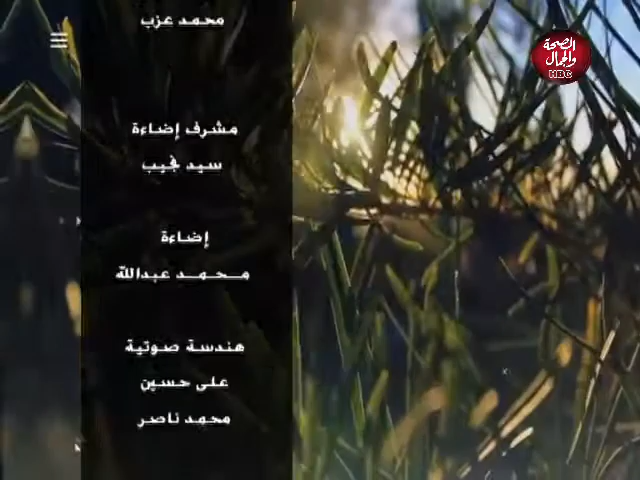 محمد عزب
الصحة
والجمال
HBC
مشرف إضاءة
سيد نجيب
إضاءة
محمد عبدالله
هندسة صوتية
على حسين
محمد ناصر